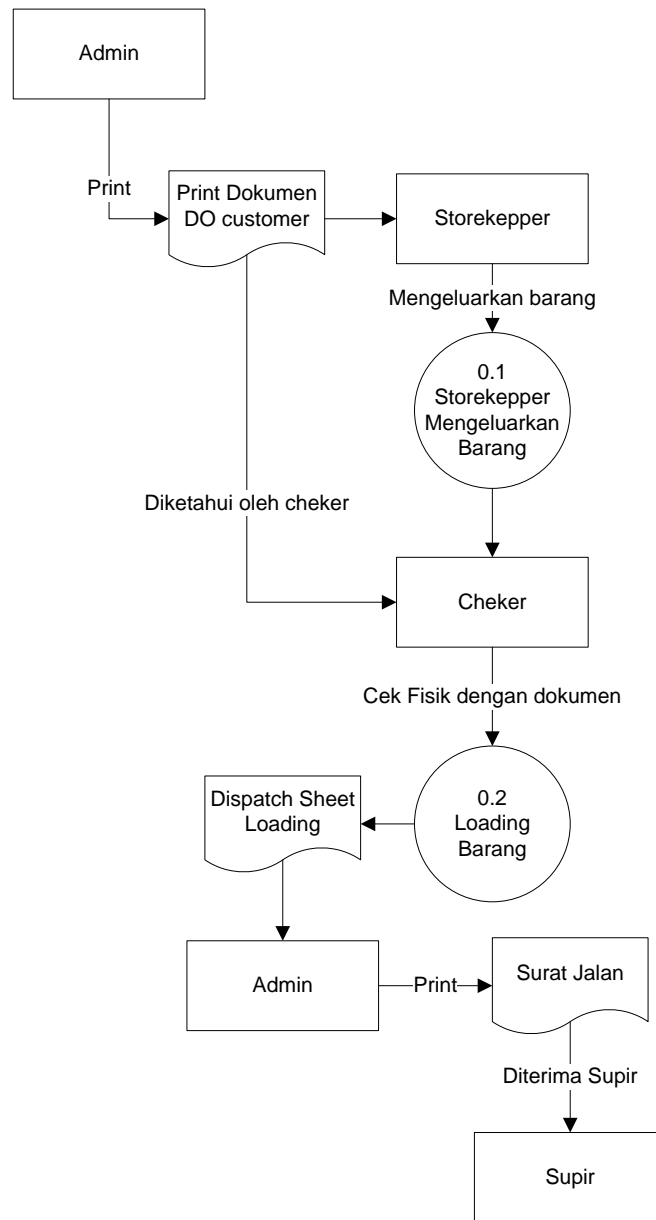 Admin
Print
Print Dokumen
DO customer
Storekepper
Mengeluarkan barang
0.1
Storekepper
Mengeluarkan
Barang
Diketahui oleh cheker
Cheker
Cek Fisik dengan dokumen
0.2
Loading
Barang
Dispatch Sheet
Loading
Admin
Print
Surat Jalan
Diterima Supir
Supir